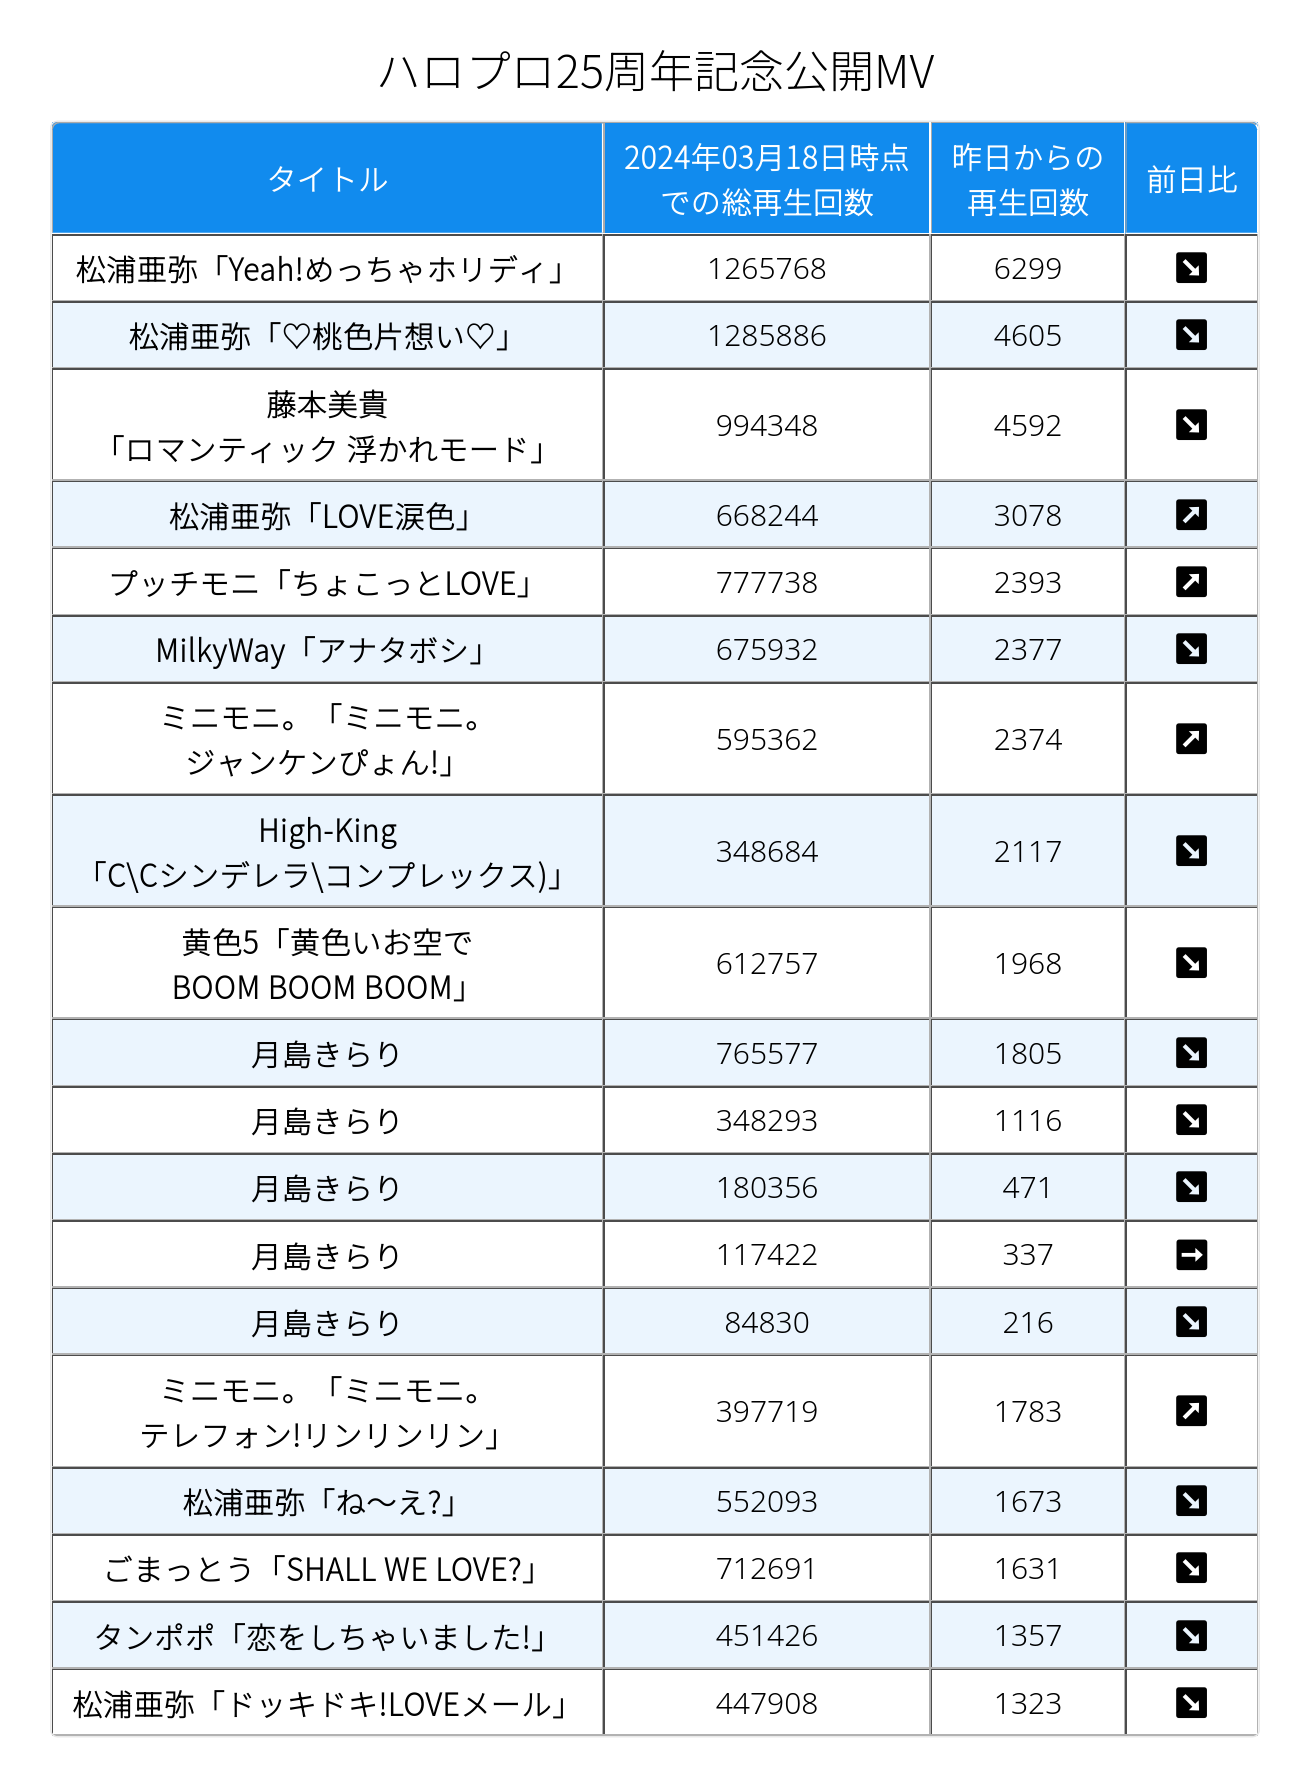 ハロプロ25周年記念公開MV
タイトル
2024年03月18日時点
での総再生回数
昨日からの
再生回数
前日比
松浦亜弥「Yeah!めっちゃホリディ」 1265768 6299 ↘
松浦亜弥「♡桃色片想い♡」 1285886 4605 ↘
藤本美貴
「ロマンティック 浮かれモード」 994348 4592 ↘
松浦亜弥「LOVE涙色」 668244 3078 ↗
プッチモニ「ちょこっとLOVE」 777738 2393 ↗
MilkyWay「アナタボシ」 675932 2377 ↘
ミニモニ。「ミニモニ。
ジャンケンぴょん!」 595362 2374 ↗
High-King
「C\Cシンデレラ\コンプレックス)」 348684 2117 ↘
黄色5「黄色いお空で
BOOM BOOM BOOM」 612757 1968 ↘
月島きらり 765577 1805 ↘
月島きらり 348293 1116 ↘
月島きらり 180356 471 ↘
月島きらり 117422 337 →
月島きらり 84830 216 ↘
ミニモニ。「ミニモニ。
テレフォン!リンリンリン」 397719 1783 ↗
松浦亜弥「ね〜え?」 552093 1673 ↘
ごまっとう「SHALL WE LOVE?」 712691 1631 ↘
タンポポ「恋をしちゃいました!」 451426 1357 ↘
松浦亜弥「ドッキドキ!LOVEメール」 447908 1323 ↘